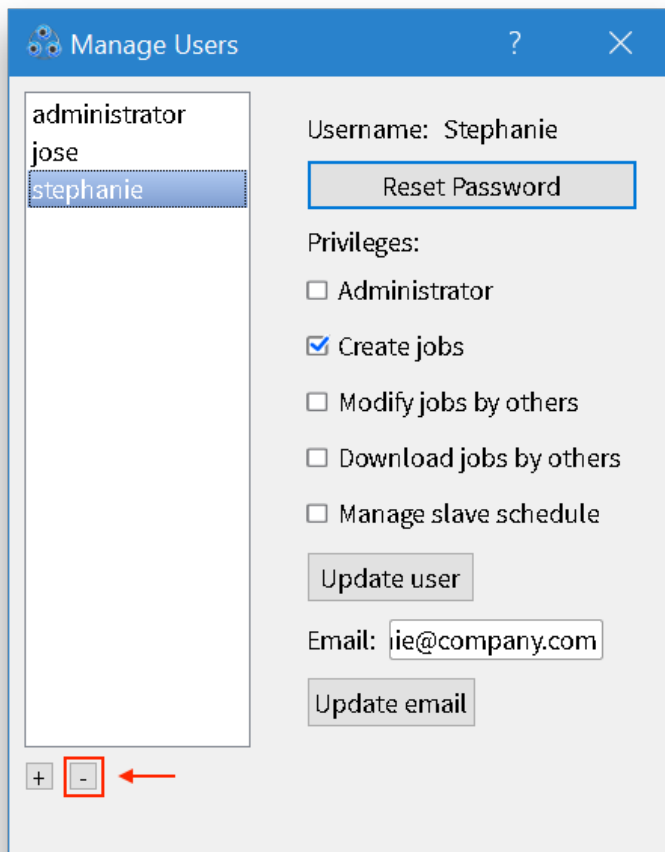 Manage Users
?
administrator
jose
stephanie
Username: Stephanie
Reset Password
Privileges:
Administrator
Create jobs
Modify jobs by others
Download jobs by others
Manage slave schedule
Update user
Email: ie@company.com
Update email
+
-